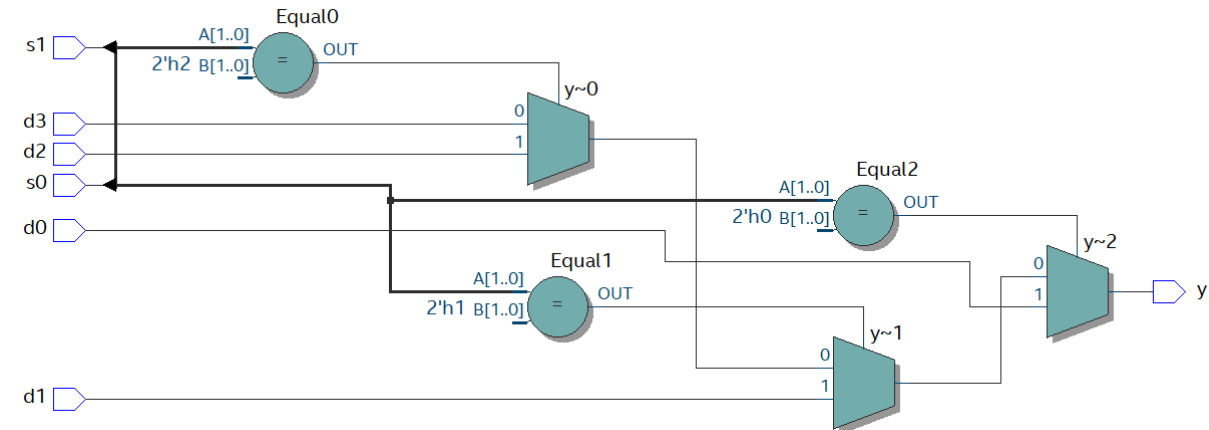 Equal0
s1
A[1..0]
= OUT
2'h2 B[1..0]
y~0
d3
0
d2
1
s0
Equal2
A[1..0]
= OUT
2'h0 B[1..0]
d0
y~2
0
1
y
Equal1
A[1..0]
= OUT
2'h1 B[1..0]
y~1
0
1
d1